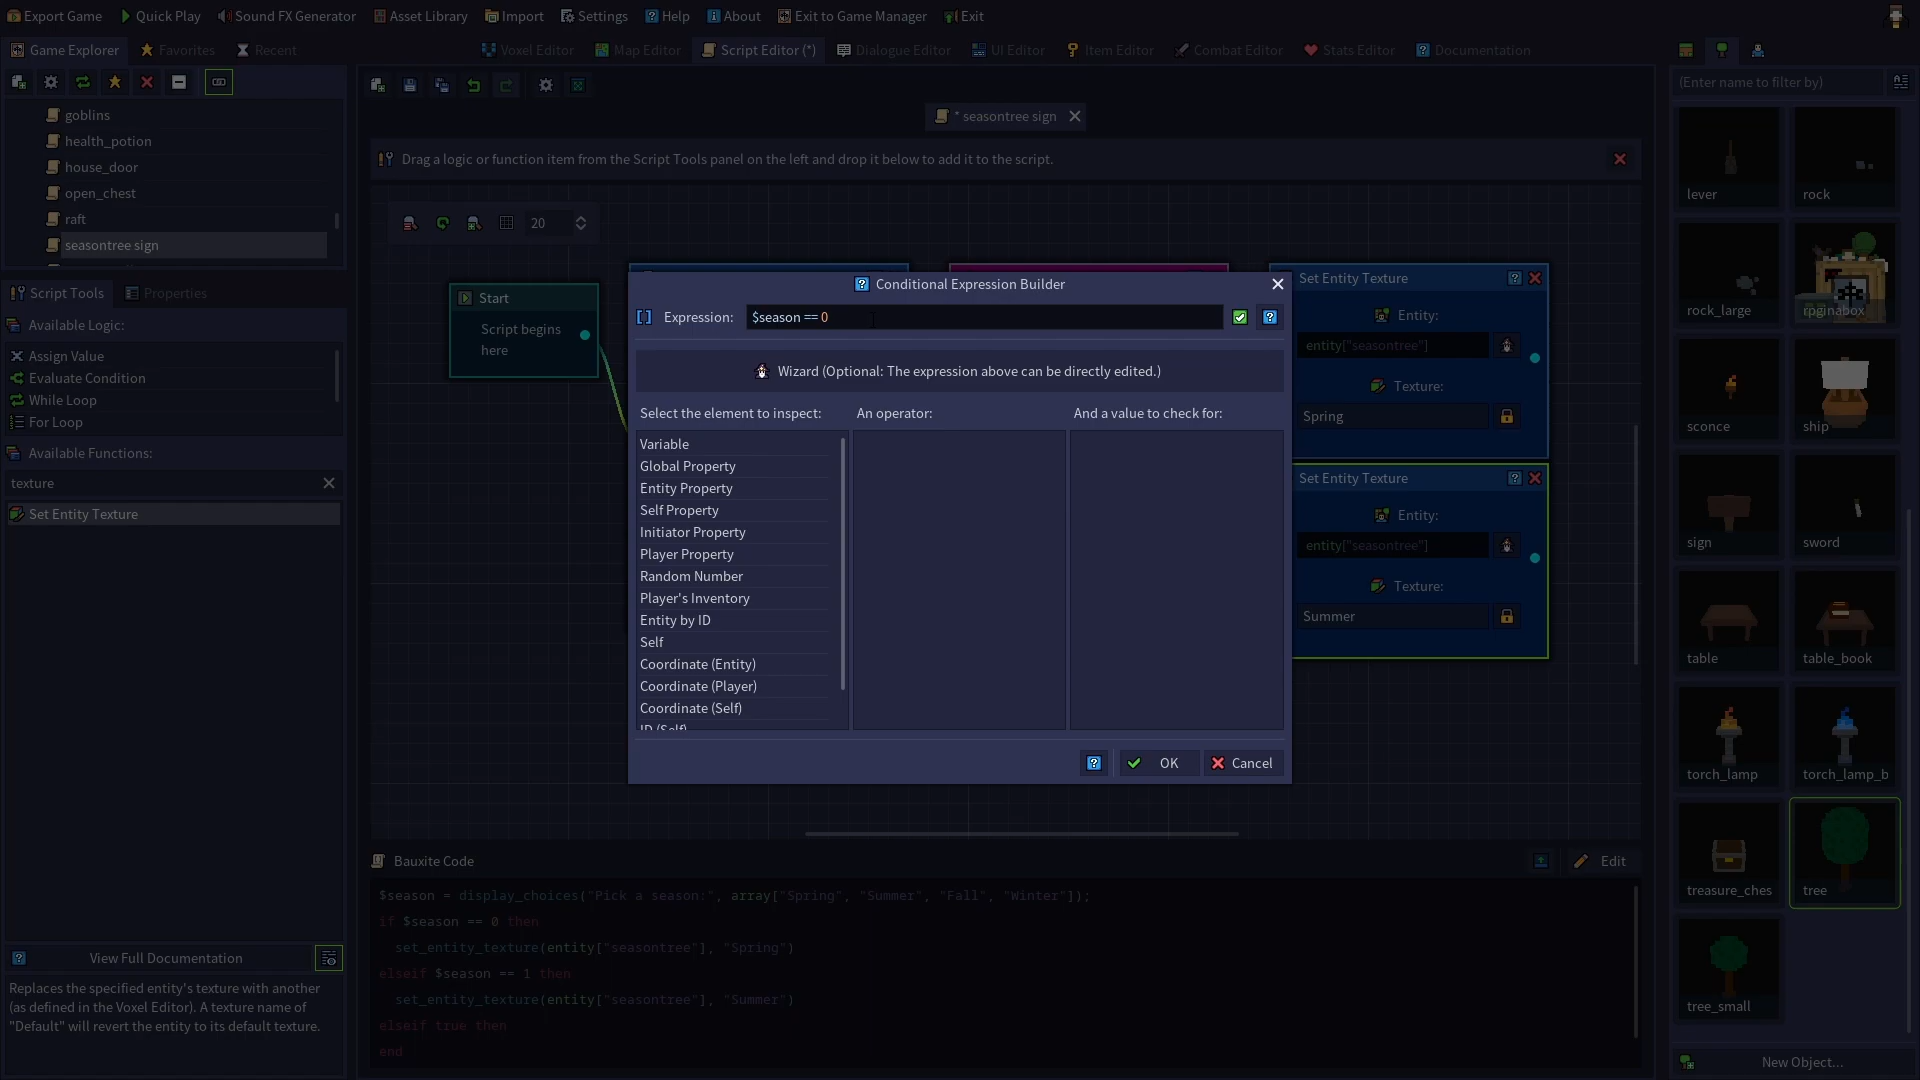 Export Game
Quick Play
Sound FX Generator
Asset Library
Import
Settings
Help
About
Exit to Game Manager
Exit
Game Explorer
Favorites
Recent
Voxel Editor
Map Editor
Script Editor (*)
Dialogue Editor
UI Editor
Item Editor
Combat Editor
Stats Editor
Documentation
(Enter name to filter by)
goblins
health_potion
house_door
open_chest
raft
seasontree sign
* seasontree sign
Drag a logic or function item from the Script Tools panel on the left and drop it below to add it to the script.
20
Script Tools
Properties
Available Logic:
Assign Value
Evaluate Condition
While Loop
For Loop
Available Functions:
texture
Set Entity Texture
View Full Documentation
Replaces the specified entity's texture with another
(as defined in the Voxel Editor). A texture name of
"Default" will revert the entity to its default texture.
Start
Script begins
here
Conditional Expression Builder
Expression:
$season == 0
Wizard (Optional: The expression above can be directly edited.)
Select the element to inspect:
An operator:
And a value to check for:
Variable
Global Property
Entity Property
Self Property
Initiator Property
Player Property
Random Number
Player's Inventory
Entity by ID
Self
Coordinate (Entity)
Coordinate (Player)
Coordinate (Self)
ID (Self)
OK
Cancel
Set Entity Texture
Entity:
entity["seasontree"]
Texture:
Spring
Set Entity Texture
Entity:
entity["seasontree"]
Texture:
Summer
Bauxite Code
Edit
$season = display_choices("Pick a season:", array["Spring", "Summer", "Fall", "Winter"]);
if $season == 0 then
set_entity_texture(entity["seasontree"], "Spring")
elseif $season == 1 then
set_entity_texture(entity["seasontree"], "Summer")
elseif true then
end
lever
rock
rock_large
rpginabox
sconce
ship
sign
sword
table
table_book
torch_lamp
torch_lamp_b
treasure_ches
tree
tree_small
New Object...